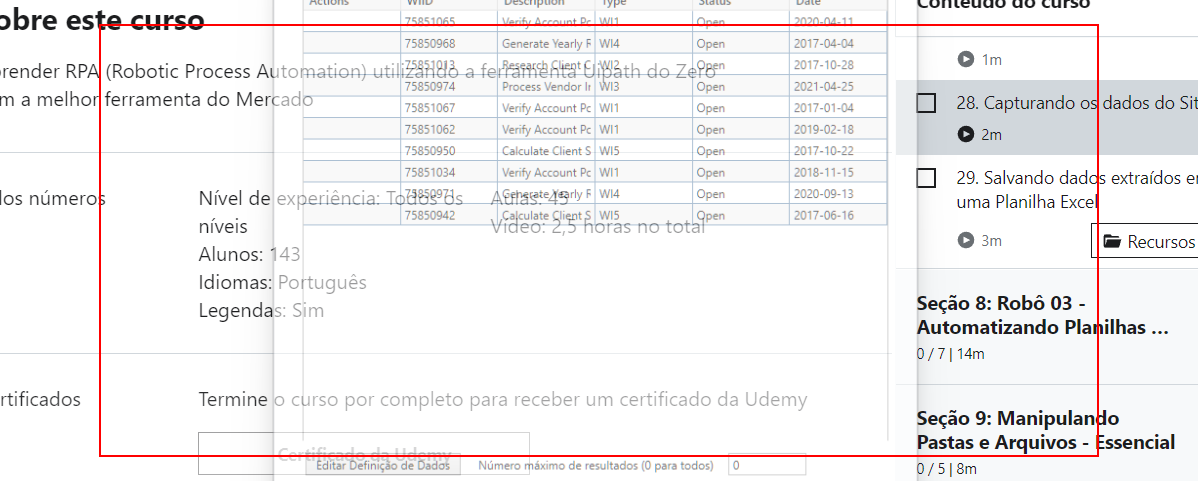 obre este curso
render RPA (Robotic Process Automation) utilizando a ferramenta Uipath do Zero
m a melhor ferramenta do Mercado
los números
Nível de experiência: Todos os
níveis
Alunos: 143
Idiomas: Português
Legendas: Sim
Aulas: 45
Vídeo: 2,5 horas no total
rtificados
Termine o curso por completo para receber um certificado da Udemy
Certificado da Udemy
Actions WIID Description Type Status Date
75851065 Verify Account Pc WI1 Open 2020-04-11
75850968 Generate Yearly F WI4 Open 2017-04-04
75851013 Research Client C WI2 Open 2017-10-28
75850974 Process Vendor Ir WI3 Open 2021-04-25
75851067 Verify Account Pc WI1 Open 2017-01-04
75851062 Verify Account Pc WI1 Open 2019-02-18
75850950 Calculate Client S WI5 Open 2017-10-22
75851034 Verify Account Pc WI1 Open 2018-11-15
75850971 Generate Yearly F WI4 Open 2020-09-13
75850942 Calculate Client S WI5 Open 2017-06-16
Editar Definição de Dados Número máximo de resultados (0 para todos) 0
Conteúdo do curso
1m
28. Capturando os dados do Sit
2m
29. Salvando dados extraídos e
uma Planilha Excel
3m
Recursos
Seção 8: Robô 03 -
Automatizando Planilhas ...
0 / 7 | 14m
Seção 9: Manipulando
Pastas e Arquivos - Essencial
0 / 5 | 8m